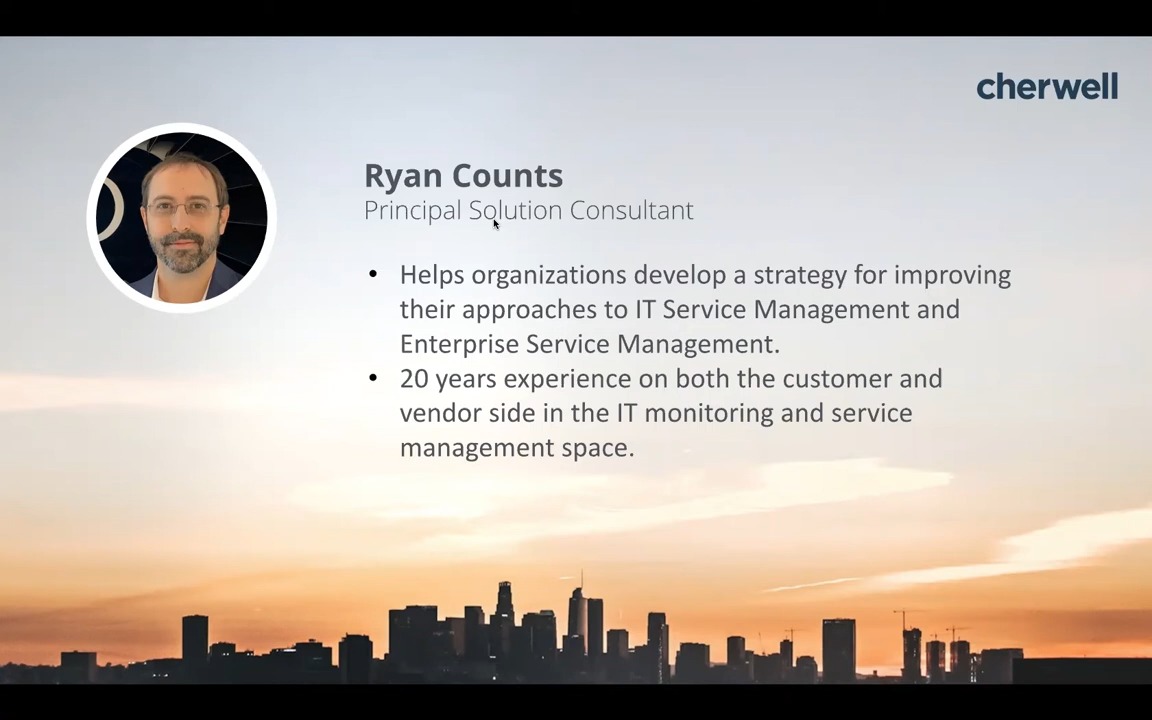 cherwell
Ryan Counts
Principal Solution Consultant
• Helps organizations develop a strategy for improving
their approaches to IT Service Management and
Enterprise Service Management.
• 20 years experience on both the customer and
vendor side in the IT monitoring and service
management space.